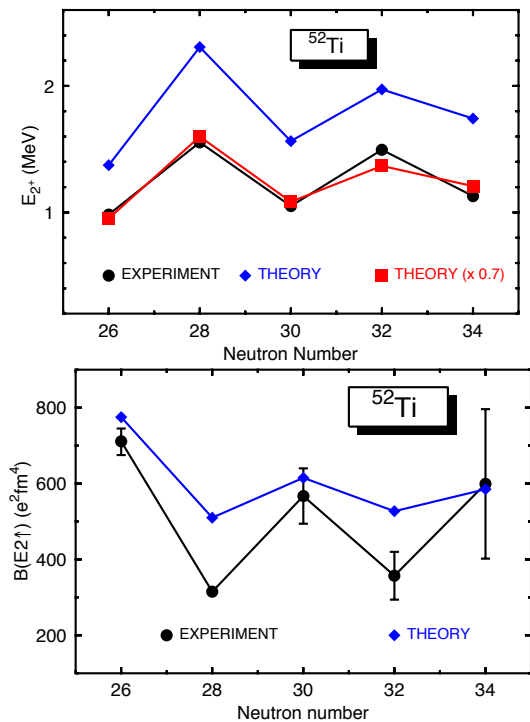 ⁵²Ti
2
1
E₂⁺ (MeV)
EXPERIMENT THEORY THEORY (x 0.7)
26 28 30 32 34
Neutron Number
⁵²Ti
800
600
400
200
B(E2↑) (e²fm⁴)
EXPERIMENT THEORY
26 28 30 32 34
Neutron number